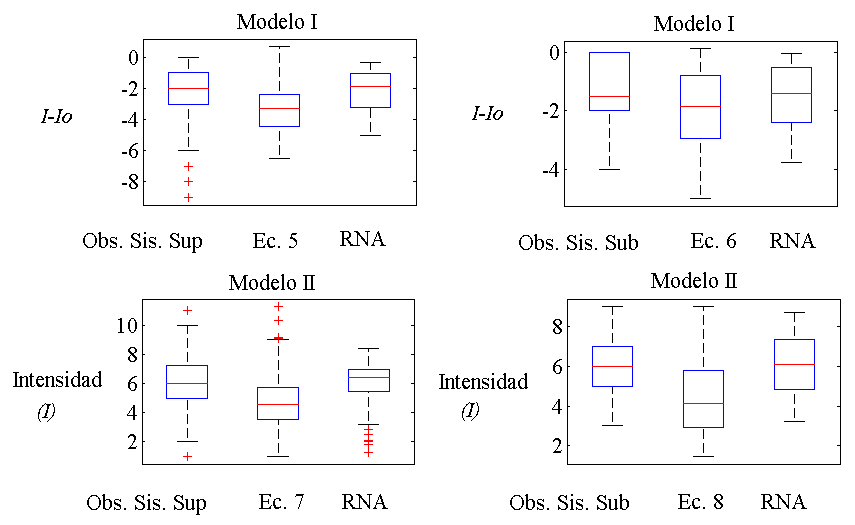 Modelo I
0
-2
-4
-6
-8
I-Io
Obs. Sis. Sup Ec. 5 RNA
Modelo I
0
-2
-4
I-Io
Obs. Sis. Sub Ec. 6 RNA
Modelo II
10
8
6
4
2
Intensidad
(I)
Obs. Sis. Sup Ec. 7 RNA
Modelo II
8
6
4
2
Intensidad
(I)
Obs. Sis. Sub Ec. 8 RNA